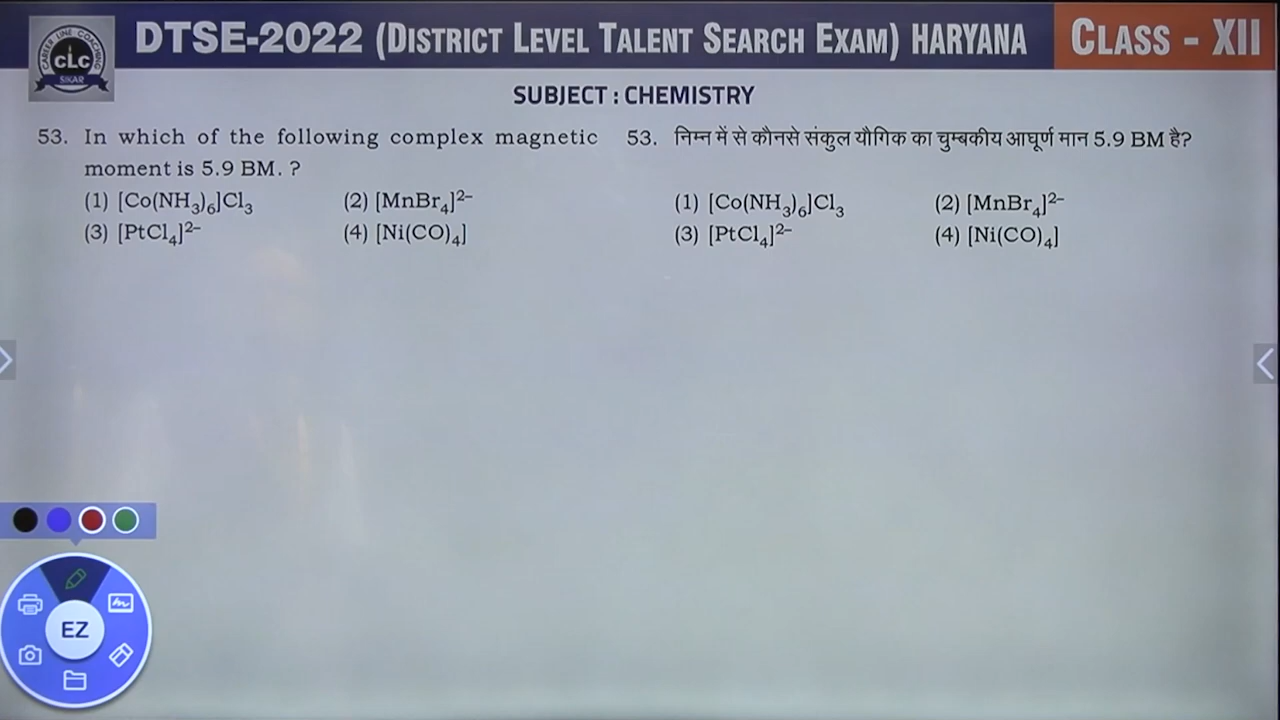 CAREER LINE COACHING
CLC
SIKAR
DTSE-2022 (DISTRICT LEVEL TALENT SEARCH EXAM) HARYANA
CLASS - XII
SUBJECT : CHEMISTRY
53. In which of the following complex magnetic
moment is 5.9 BM. ?
(1) [Co(NH₃)₆]Cl₃ (2) [MnBr₄]²⁻
(3) [PtCl₄]²⁻ (4) [Ni(CO)₄]
53. निम्न में से कौनसे संकुल यौगिक का चुम्बकीय आघूर्ण मान 5.9 BM है?
(1) [Co(NH₃)₆]Cl₃ (2) [MnBr₄]²⁻
(3) [PtCl₄]²⁻ (4) [Ni(CO)₄]
EZ